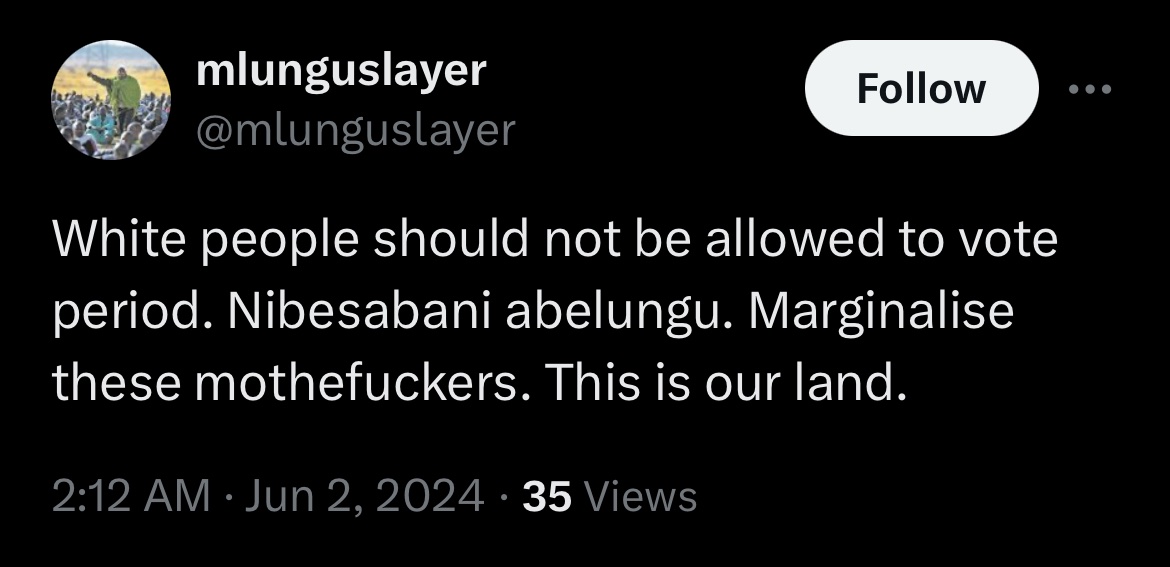 mlunguslayer
Follow
@mlunguslayer
White people should not be allowed to vote
period. Nibesabani abelungu. Marginalise
these mothefuckers. This is our land.
2:12 AM · Jun 2, 2024 · 35 Views